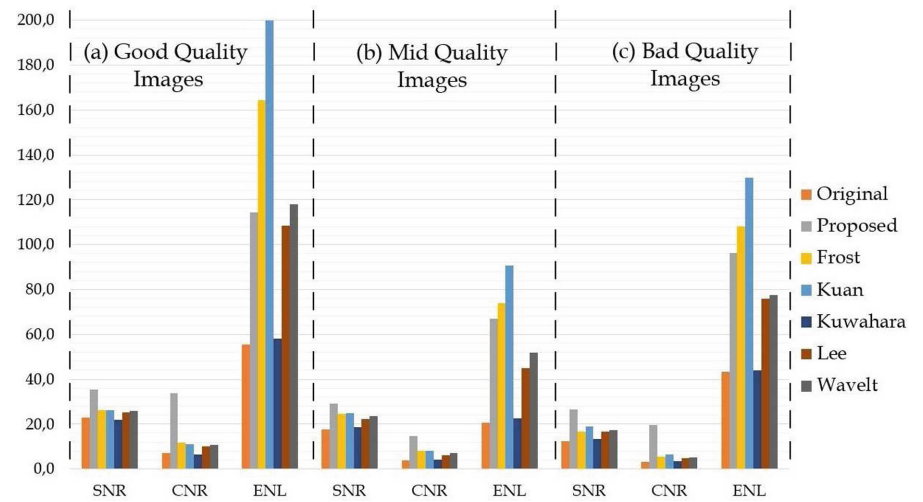 200,0
180,0
160,0
140,0
120,0
100,0
80,0
60,0
40,0
20,0
0,0
(a) Good Quality
Images
(b) Mid Quality
Images
(c) Bad Quality
Images
SNR CNR ENL SNR CNR ENL SNR CNR ENL
Original
Proposed
Frost
Kuan
Kuwahara
Lee
Wavelt